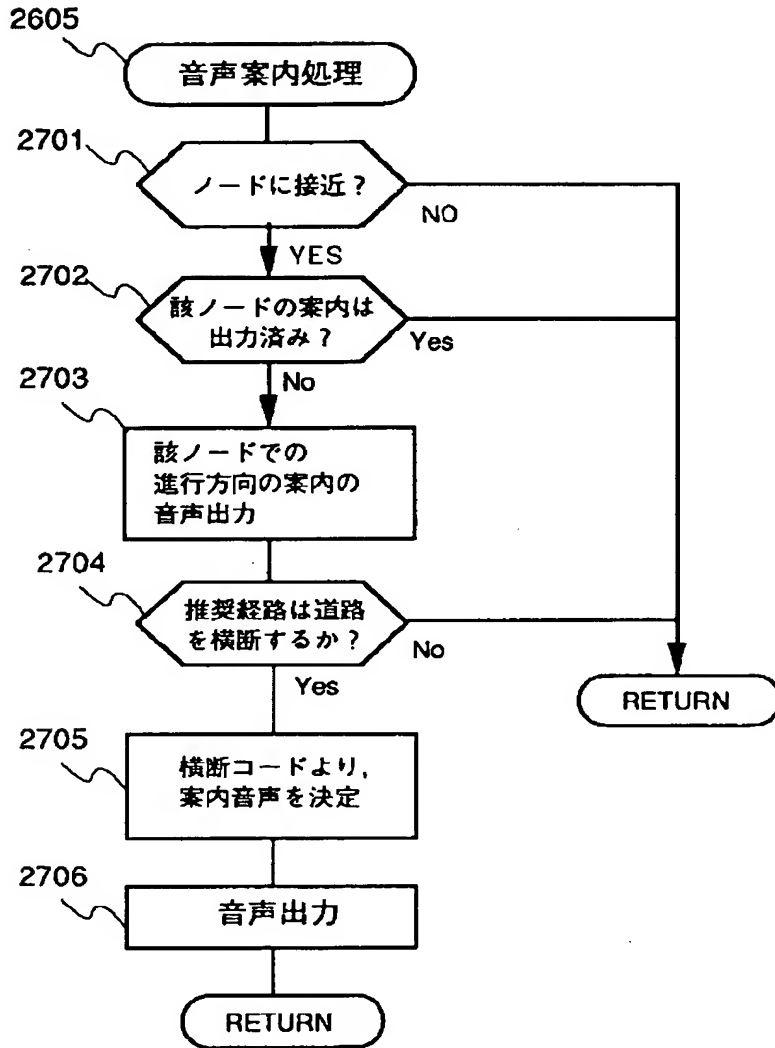 2605
音声案内処理
2701
ノードに接近?
NO
YES
2702
該ノードの案内は
出力済み?
Yes
No
2703
該ノードでの
進行方向の案内の
音声出力
2704
推奨経路は道路
を横断するか?
No
Yes
RETURN
2705
横断コードより,
案内音声を決定
2706
音声出力
RETURN